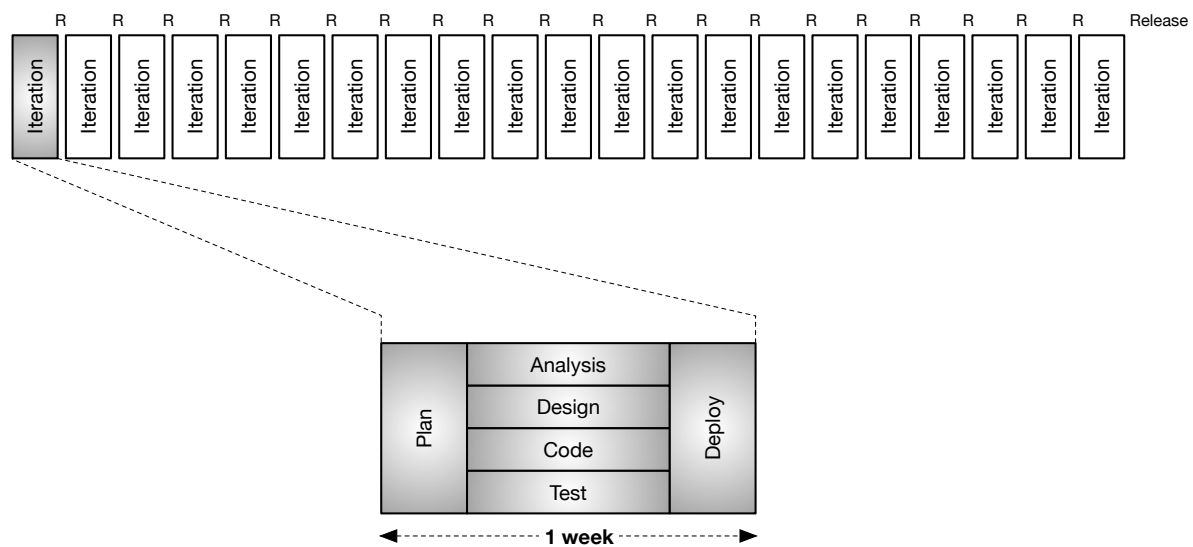 R R R R R R R R R R R R R R R R R R R R Release
Iteration Iteration Iteration Iteration Iteration Iteration Iteration Iteration Iteration Iteration Iteration Iteration Iteration Iteration Iteration Iteration Iteration Iteration Iteration Iteration Iteration
Plan
Analysis
Design
Code
Test
Deploy
1 week